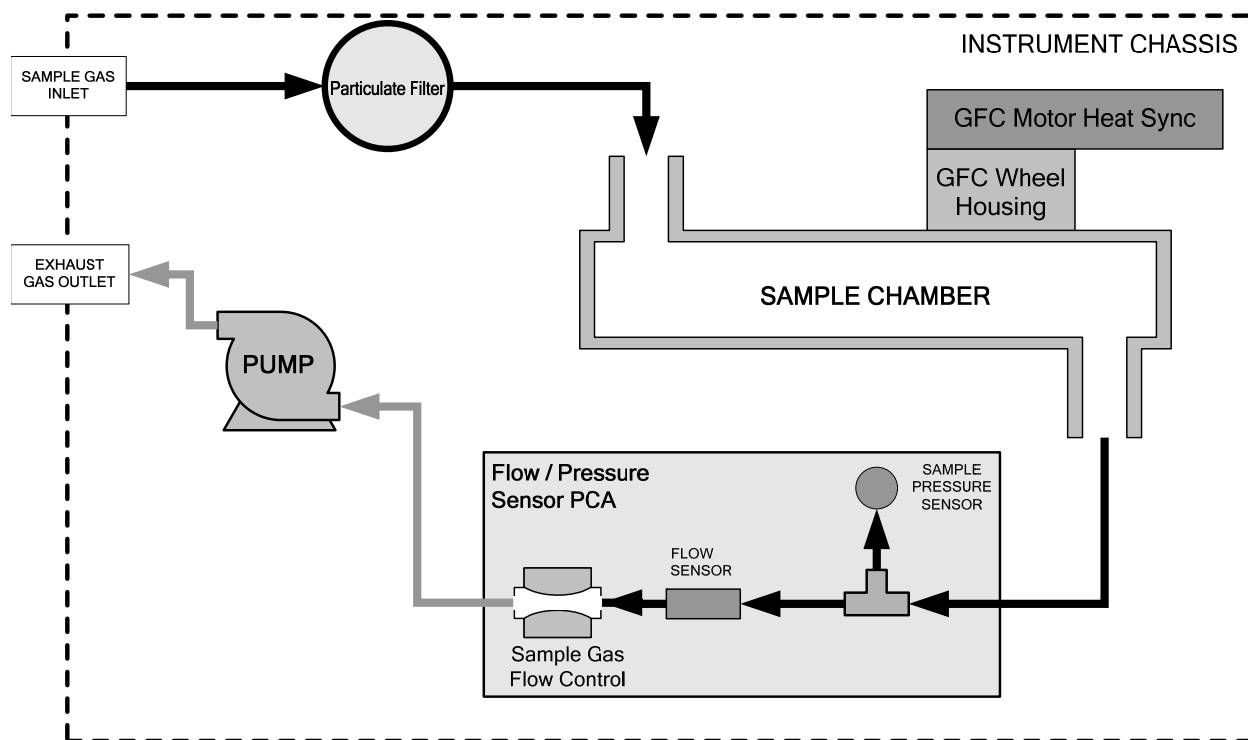 INSTRUMENT CHASSIS
SAMPLE GAS
INLET
Particulate Filter
GFC Motor Heat Sync
GFC Wheel
Housing
EXHAUST
GAS OUTLET
SAMPLE CHAMBER
PUMP
Flow / Pressure
Sensor PCA
SAMPLE
PRESSURE
SENSOR
FLOW
SENSOR
Sample Gas
Flow Control